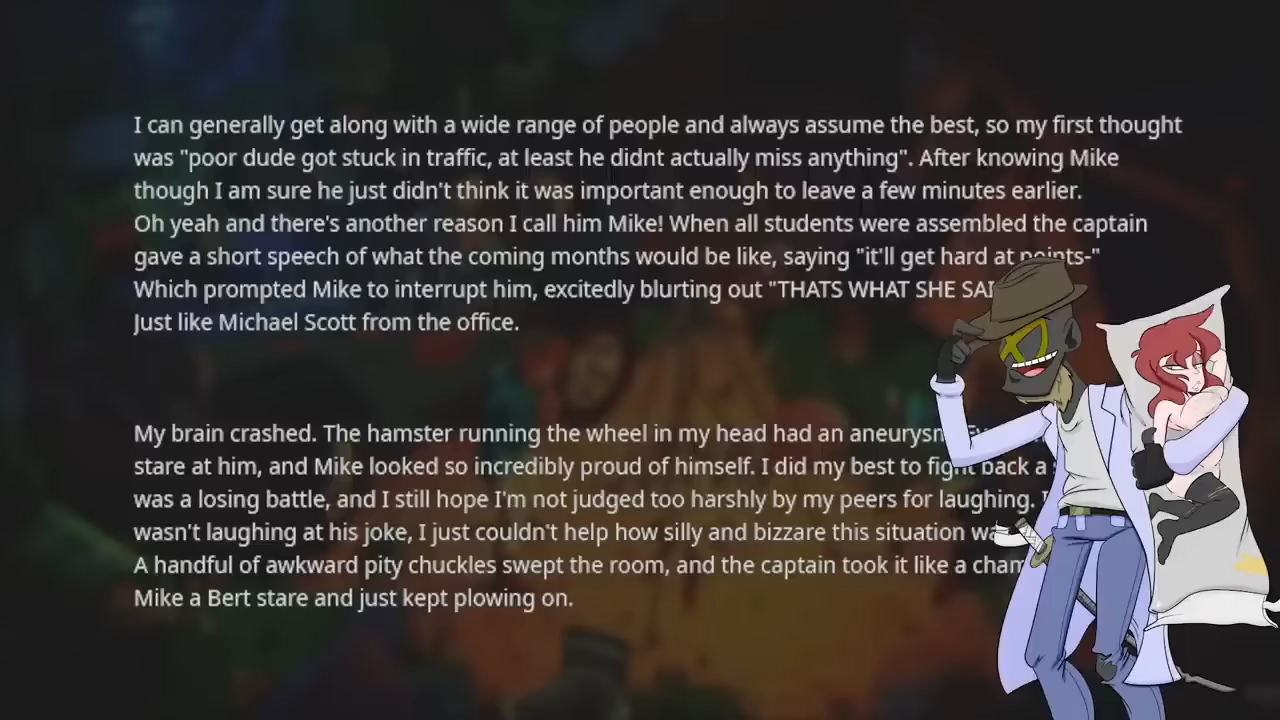 I can generally get along with a wide range of people and always assume the best, so my first thought
was "poor dude got stuck in traffic, at least he didnt actually miss anything". After knowing Mike
though I am sure he just didn't think it was important enough to leave a few minutes earlier.
Oh yeah and there's another reason I call him Mike! When all students were assembled the captain
gave a short speech of what the coming months would be like, saying "it'll get hard at points-"
Which prompted Mike to interrupt him, excitedly blurting out "THATS WHAT SHE
Just like Michael Scott from the office.
My brain crashed. The hamster running the wheel in my head had an
stare at him, and Mike looked so incredibly proud of himself. I did my best to fight back a
was a losing battle, and I still hope I'm not judged too harshly by my peers for laughing.
wasn't laughing at his joke, I just couldn't help how silly and bizzare this situation
A handful of awkward pity chuckles swept the room, and the captain took it like a
Mike a Bert stare and just kept plowing on.